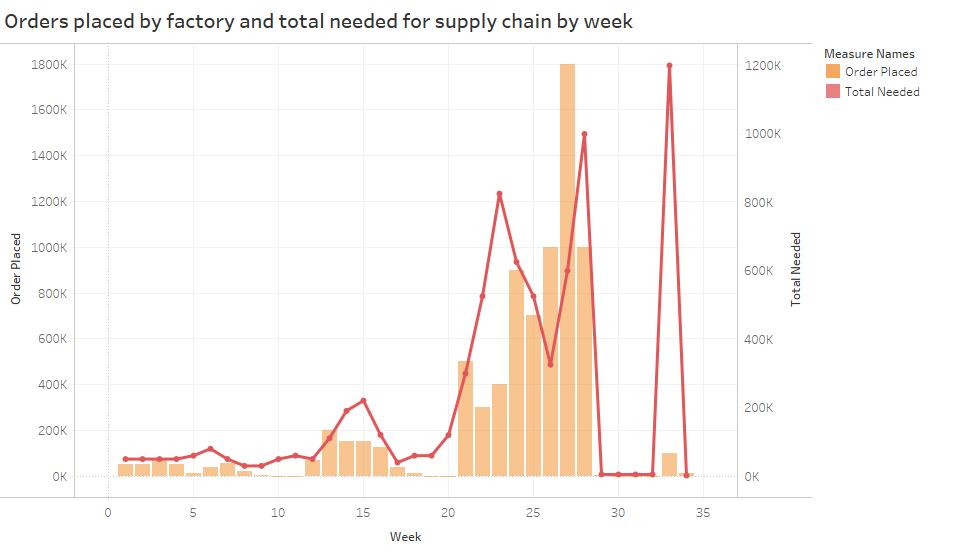 Orders placed by factory and total needed for supply chain by week
Measure Names
Order Placed
Total Needed
Order Placed
1800K
1600K
1400K
1200K
1000K
800K
600K
400K
200K
0K
1200K
1000K
800K
600K
400K
200K
0K
Total Needed
0 5 10 15 20 25 30 35
Week